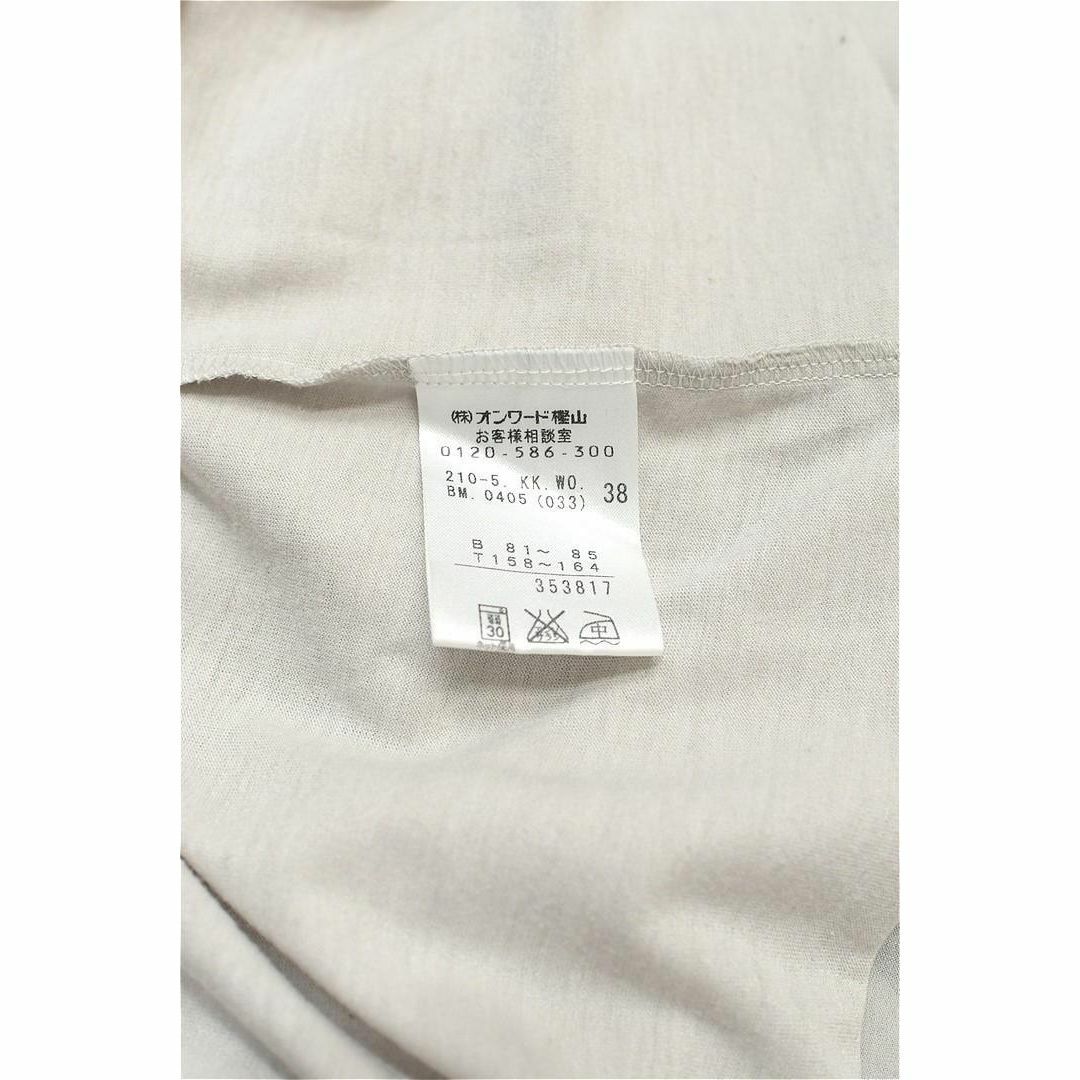 (株)オンワード樫山
お客様相談室
0120-586-300
210-5. KK. WO.
BM. 0405 (033) 38
B 81～ 85
T158～164
353817
弱
30
中